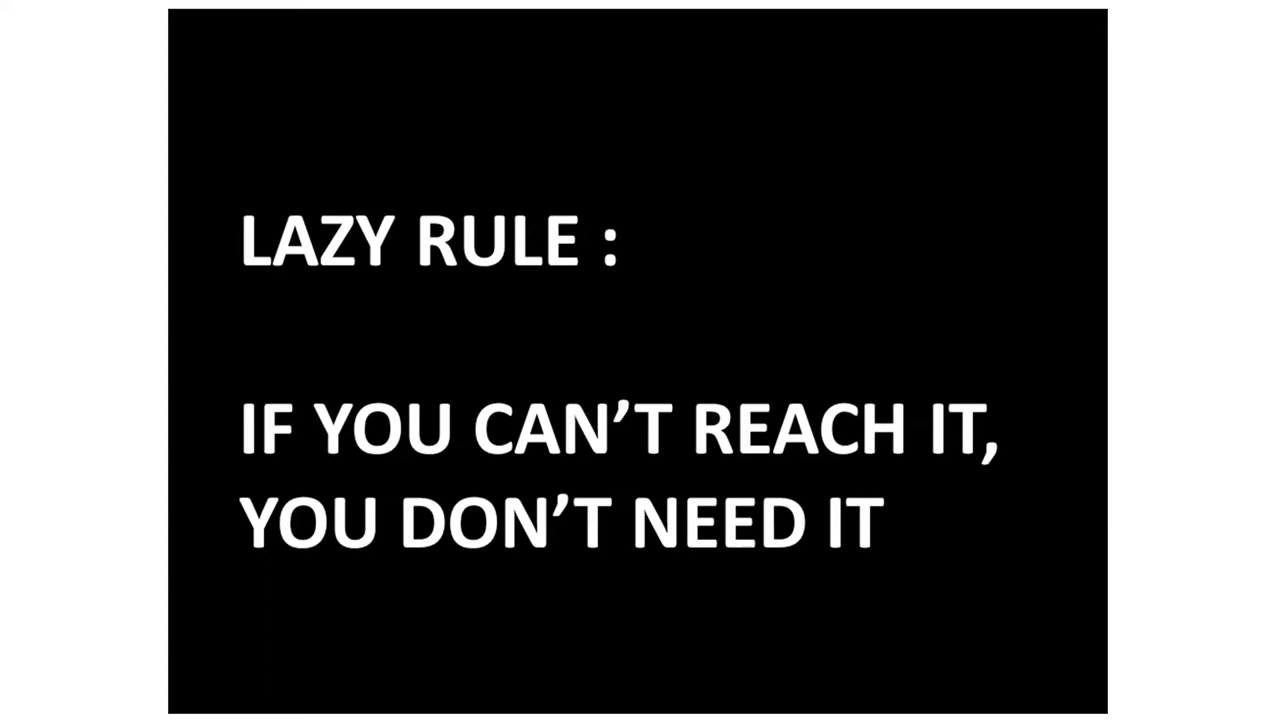 LAZY RULE :
IF YOU CAN’T REACH IT,
YOU DON’T NEED IT